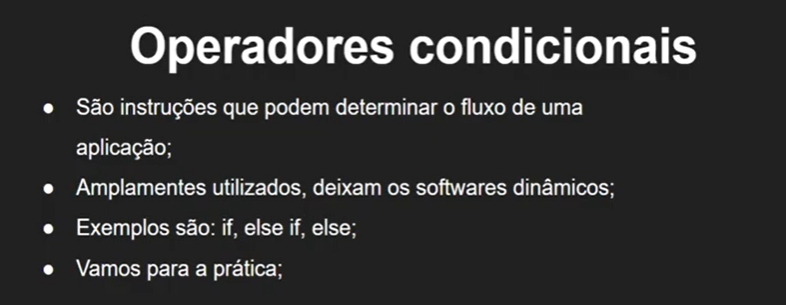 Operadores condicionais
● São instruções que podem determinar o fluxo de uma
aplicação;
● Amplamentes utilizados, deixam os softwares dinâmicos;
● Exemplos são: if, else if, else;
● Vamos para a prática;